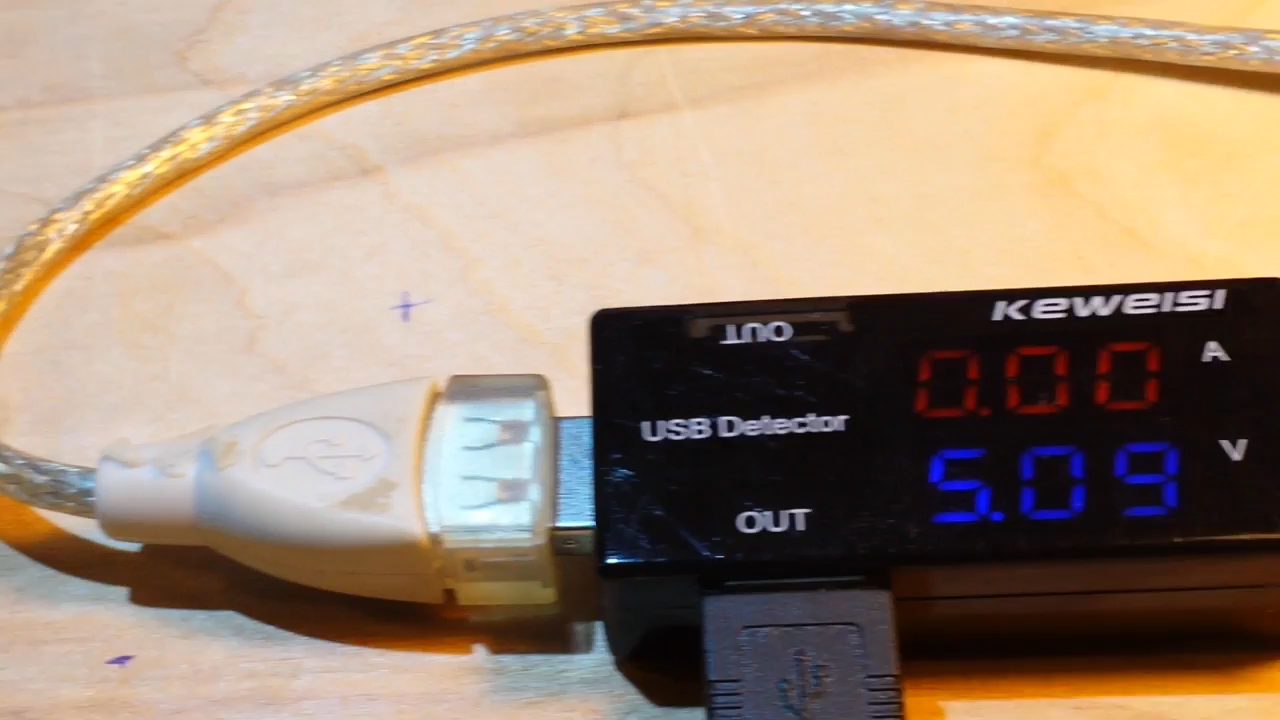 KEWEISI
OUT
0.00 A
USB Detector
5.09 V
OUT